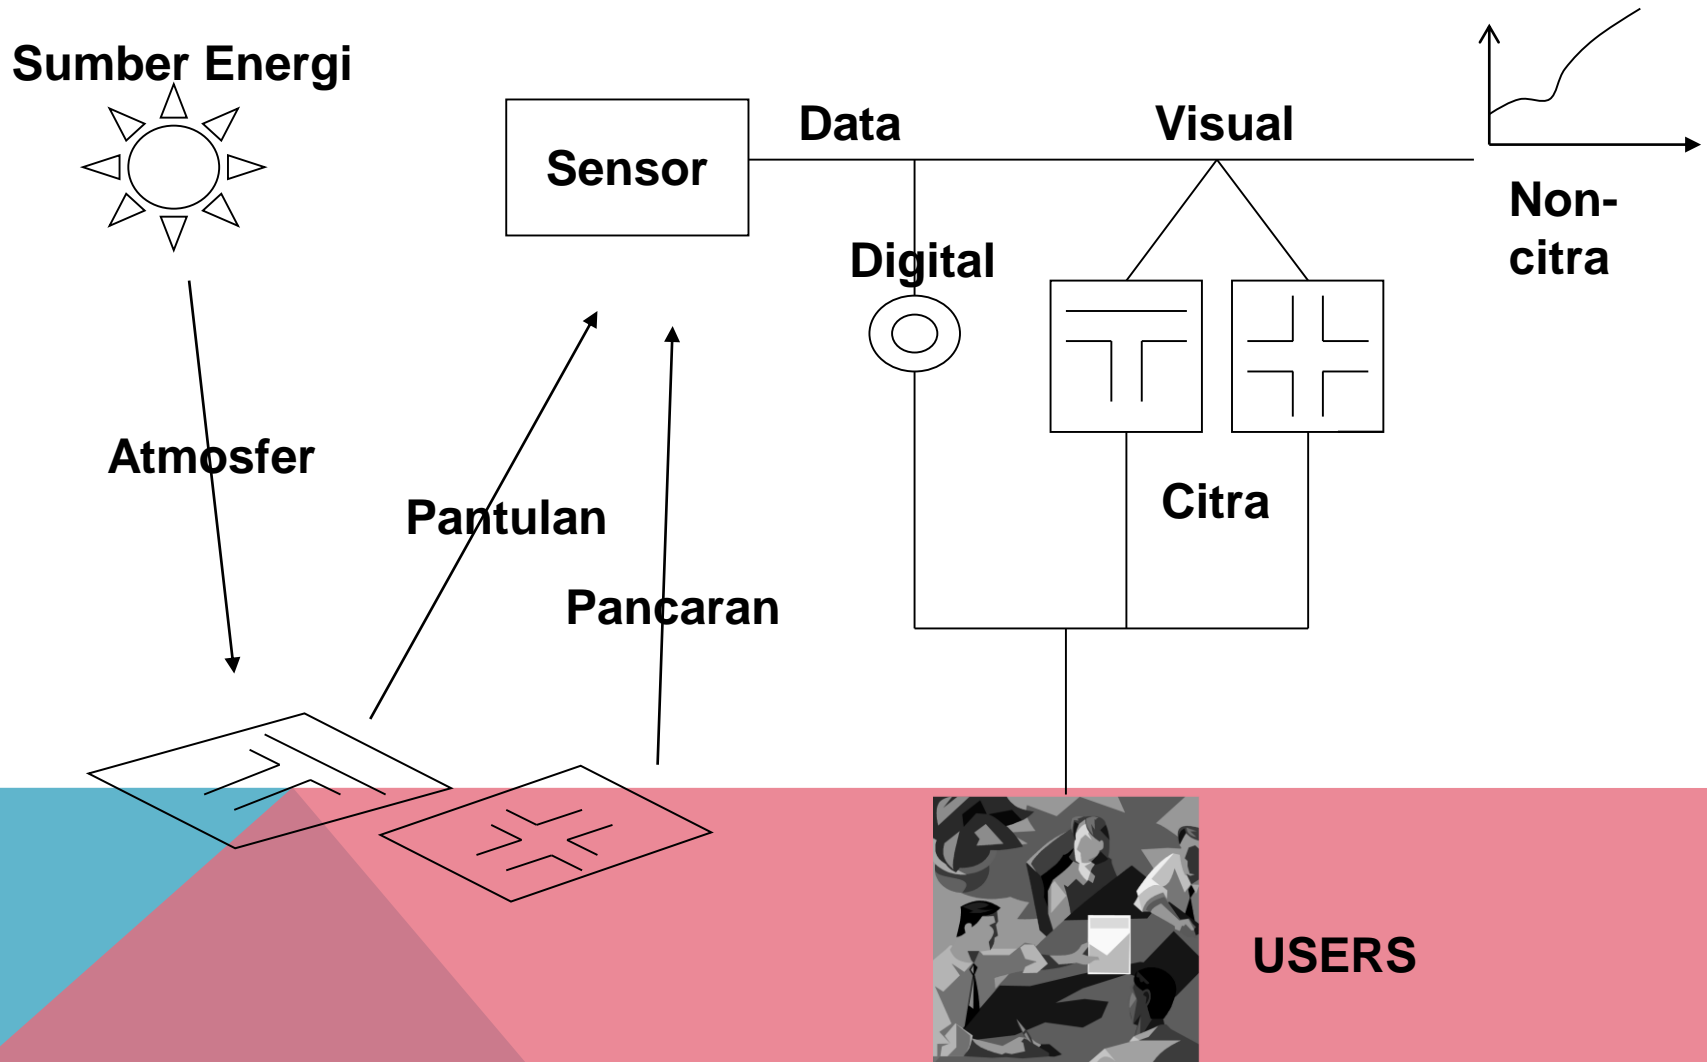 Sumber Energi
Sensor
Data
Visual
Non-
citra
Digital
Atmosfer
Pantulan
Citra
Pancaran
USERS